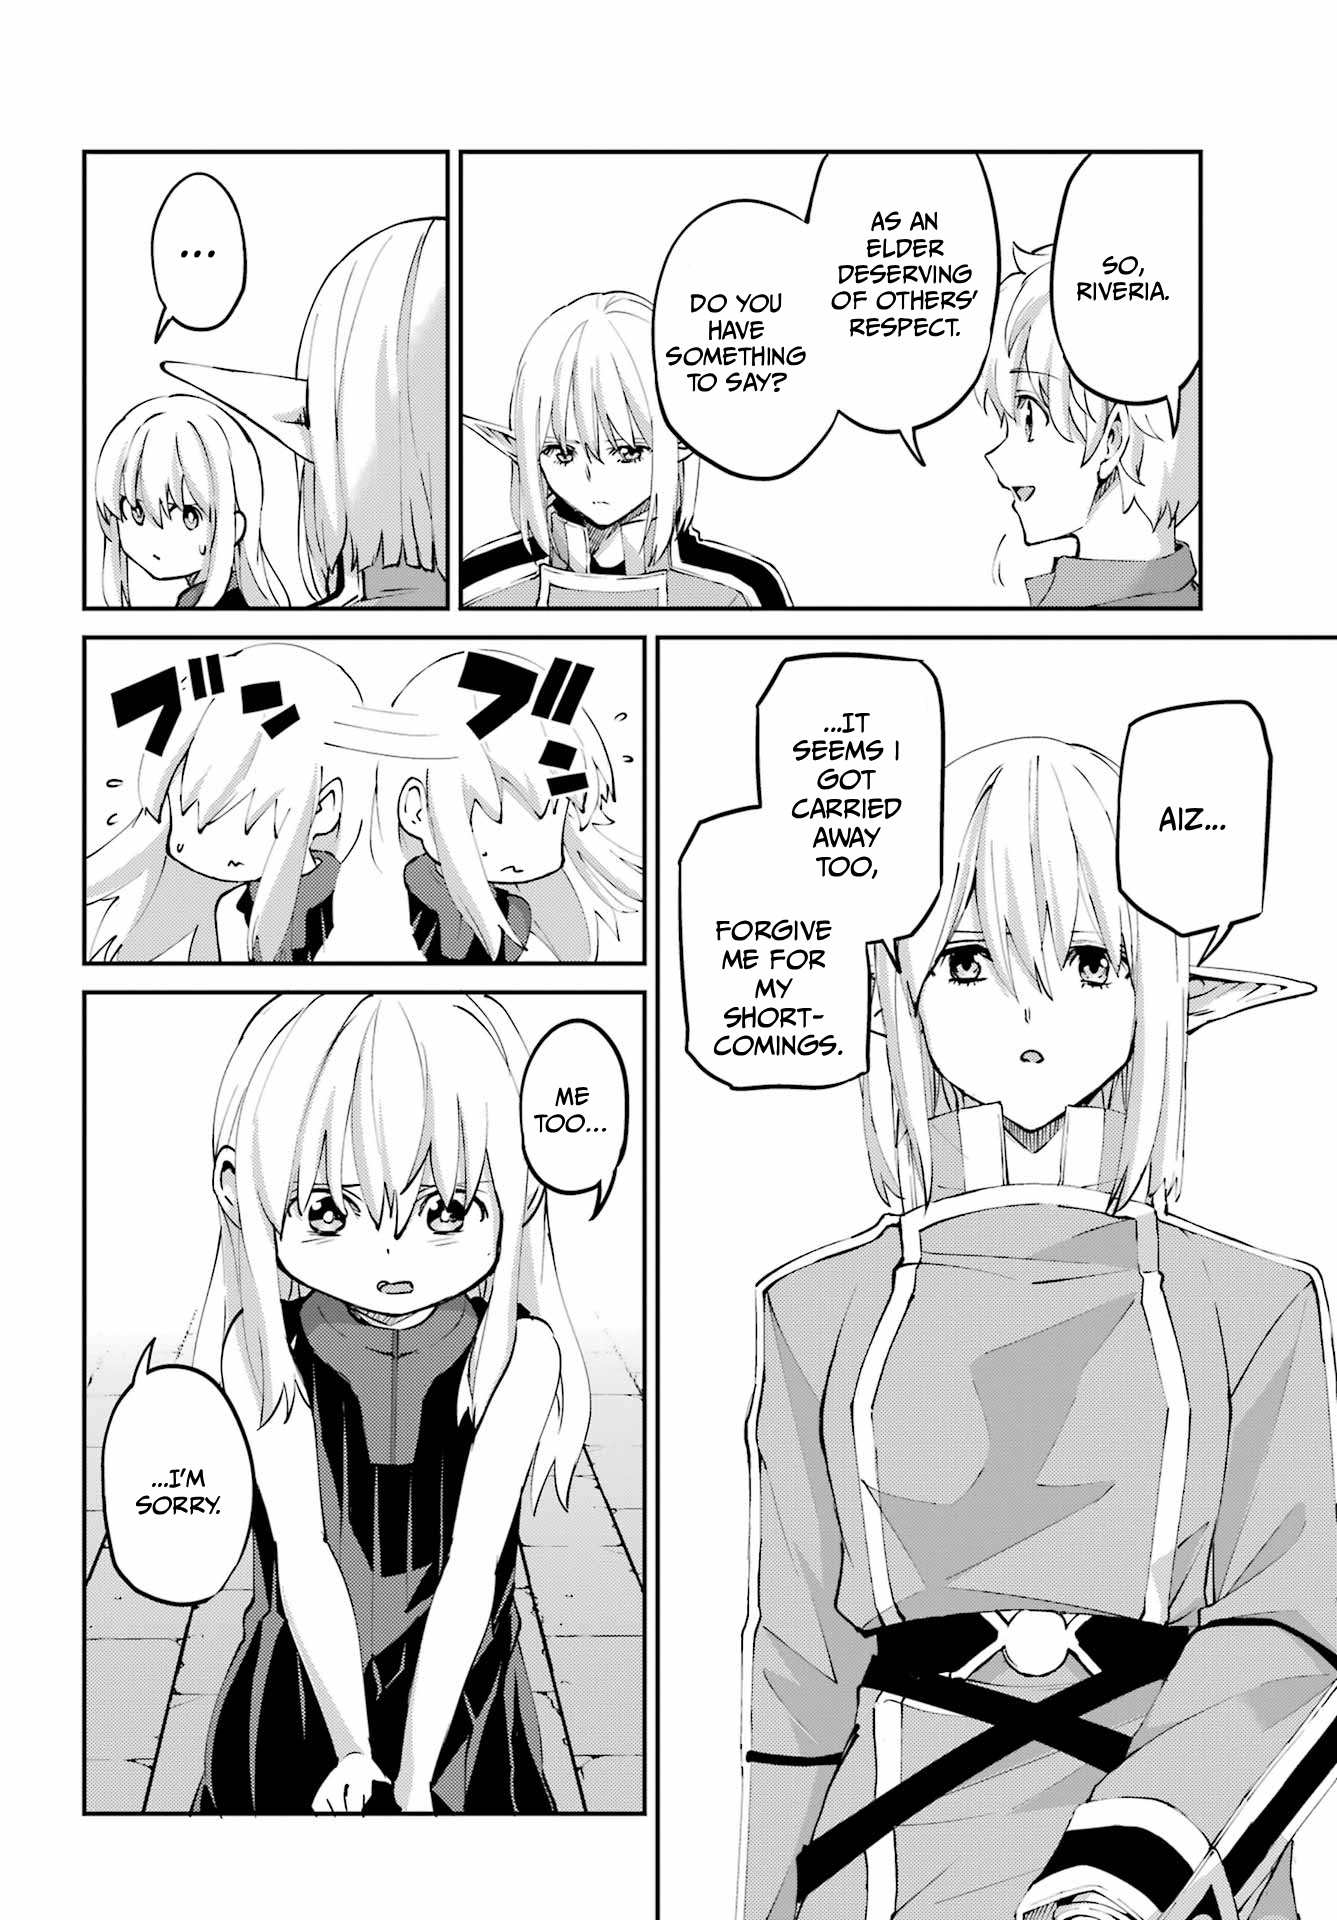 SO,
RIVERIA.
AS AN
ELDER
DESERVING
OF OTHERS'
RESPECT.
DO YOU
HAVE
SOMETHING
TO SAY?
...
AIZ...
...IT
SEEMS I
GOT
CARRIED
AWAY
TOO,
FORGIVE
ME FOR
MY
SHORT-
COMINGS.
ブン
ブン
ME
TOO...
...I'M
SORRY.